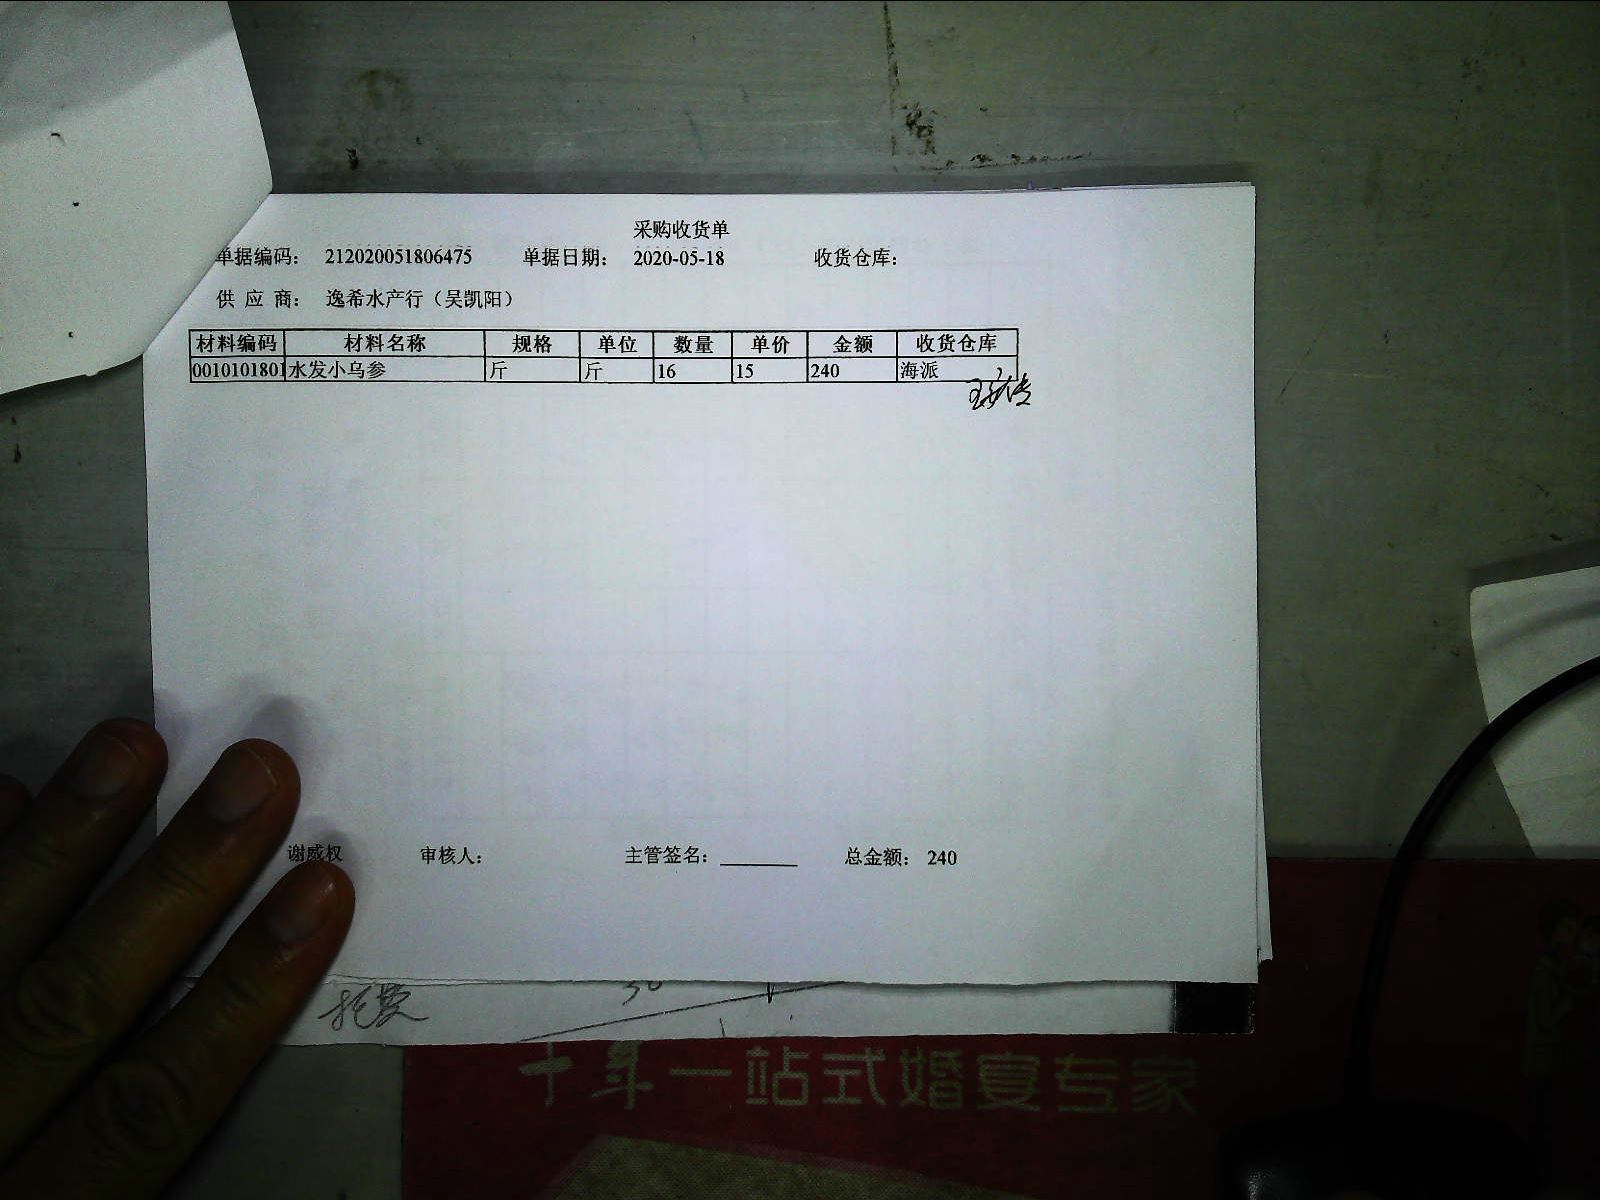 采购收货单
单据编码： 212020051806475 单据日期： 2020-05-18 收货仓库：
供 应 商： 逸希水产行（吴凯阳）
材料编码 材料名称 规格 单位 数量 单价 金额 收货仓库
0010101801 水发小乌参 斤 斤 16 15 240 海派
谢威权 审核人： 主管签名： 总金额： 240
十年一站式婚宴专家